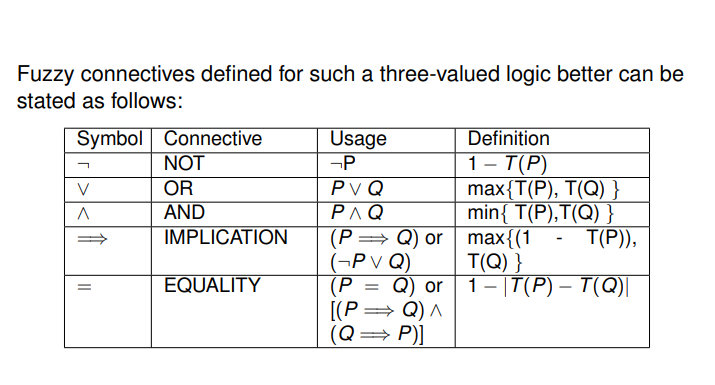 Fuzzy connectives defined for such a three-valued logic better can be
stated as follows:
Symbol Connective Usage Definition
¬ NOT ¬P 1 – T(P)
∨ OR P ∨ Q max{T(P), T(Q) }
∧ AND P ∧ Q min{ T(P),T(Q) }
⟹ IMPLICATION (P ⟹ Q) or max{(1 - T(P)),
(¬P ∨ Q) T(Q) }
= EQUALITY (P = Q) or 1 – |T(P) – T(Q)|
[(P ⟹ Q) ∧
(Q ⟹ P)]